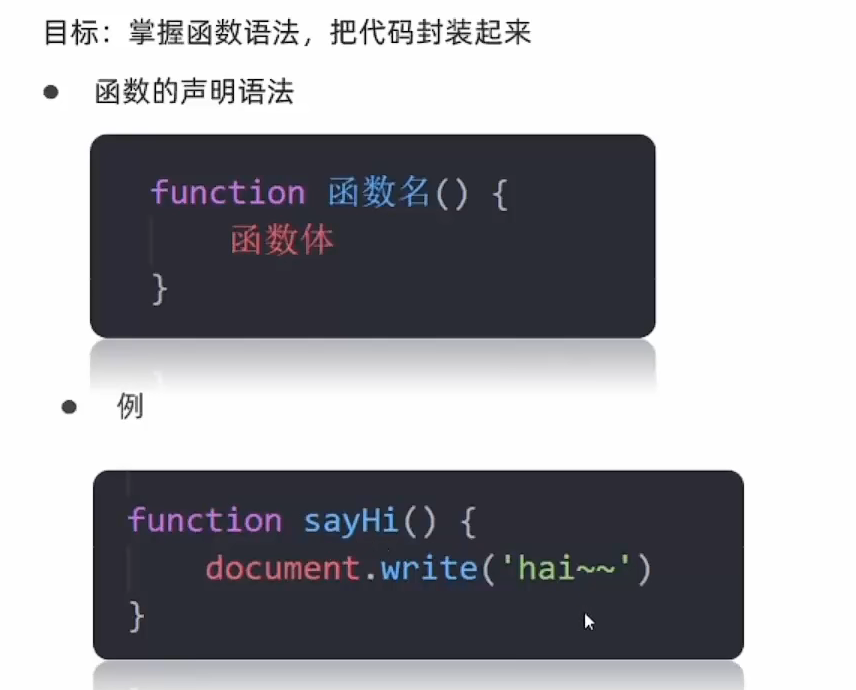 目标：掌握函数语法，把代码封装起来
● 函数的声明语法
function 函数名() {
函数体
}
● 例
function sayHi() {
document.write('hai~~')
}